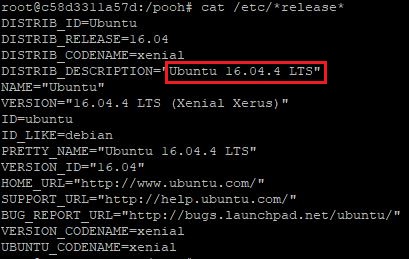 root@c58d3311a57d:/pooh# cat /etc/*release*
DISTRIB_ID=Ubuntu
DISTRIB_RELEASE=16.04
DISTRIB_CODENAME=xenial
DISTRIB_DESCRIPTION="Ubuntu 16.04.4 LTS"
NAME="Ubuntu"
VERSION="16.04.4 LTS (Xenial Xerus)"
ID=ubuntu
ID_LIKE=debian
PRETTY_NAME="Ubuntu 16.04.4 LTS"
VERSION_ID="16.04"
HOME_URL="http://www.ubuntu.com/"
SUPPORT_URL="http://help.ubuntu.com/"
BUG_REPORT_URL="http://bugs.launchpad.net/ubuntu/"
VERSION_CODENAME=xenial
UBUNTU_CODENAME=xenial